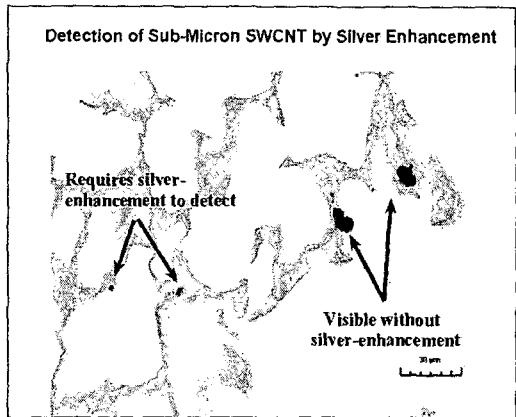 Detection of Sub-Micron SWCNT by Silver Enhancement
Requires silver-
enhancement to detect
Visible without
silver-enhancement